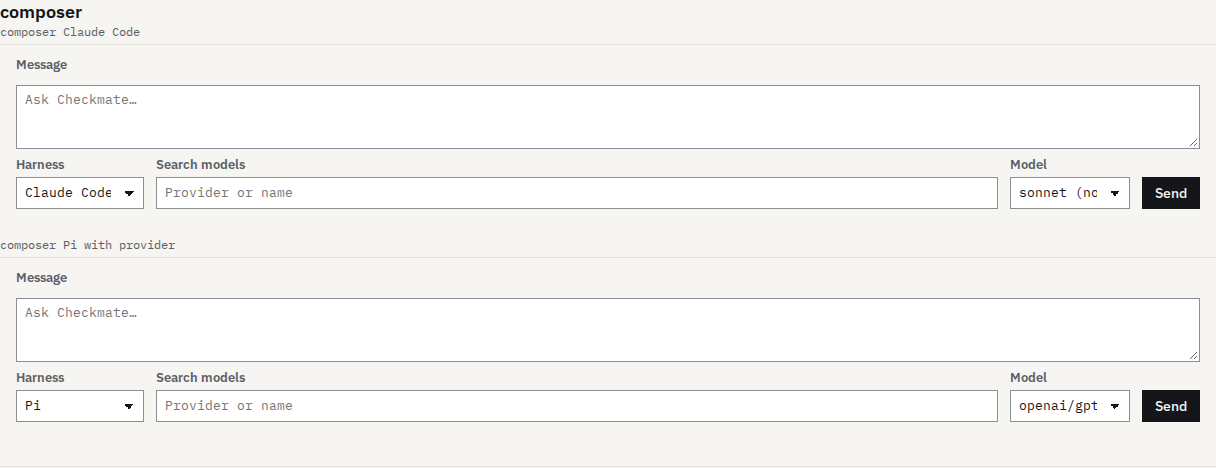 composer
composer Claude Code
Message
Ask Checkmate…
Harness Search models Model
Claude Code Provider or name sonnet (no Send
composer Pi with provider
Message
Ask Checkmate…
Harness Search models Model
Pi Provider or name openai/gpt Send